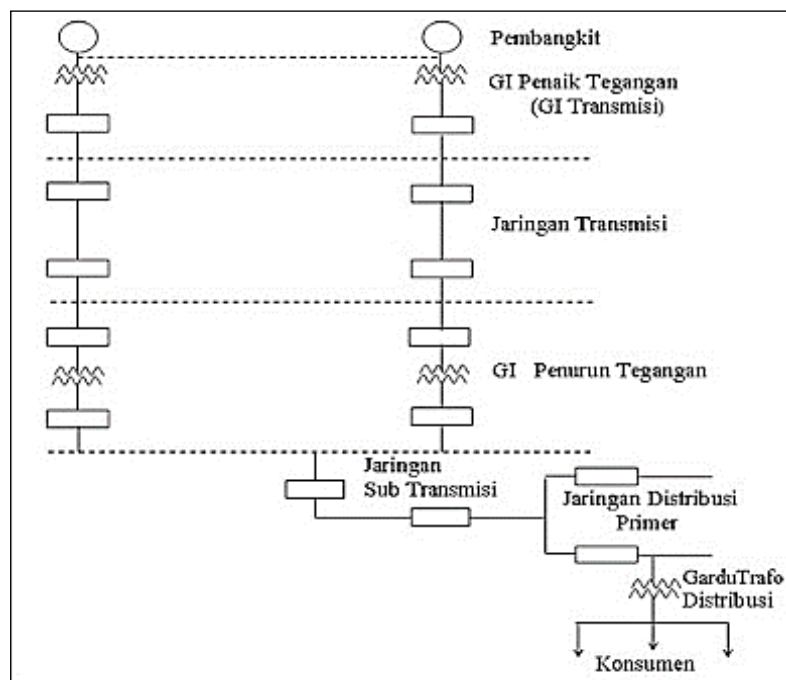 Pembangkit
GI Penaik Tegangan
(GI Transmisi)
Jaringan Transmisi
GI Penurun Tegangan
Jaringan
Sub Transmisi
Jaringan Distribusi
Primer
GarduTrafo
Distribusi
Konsumen